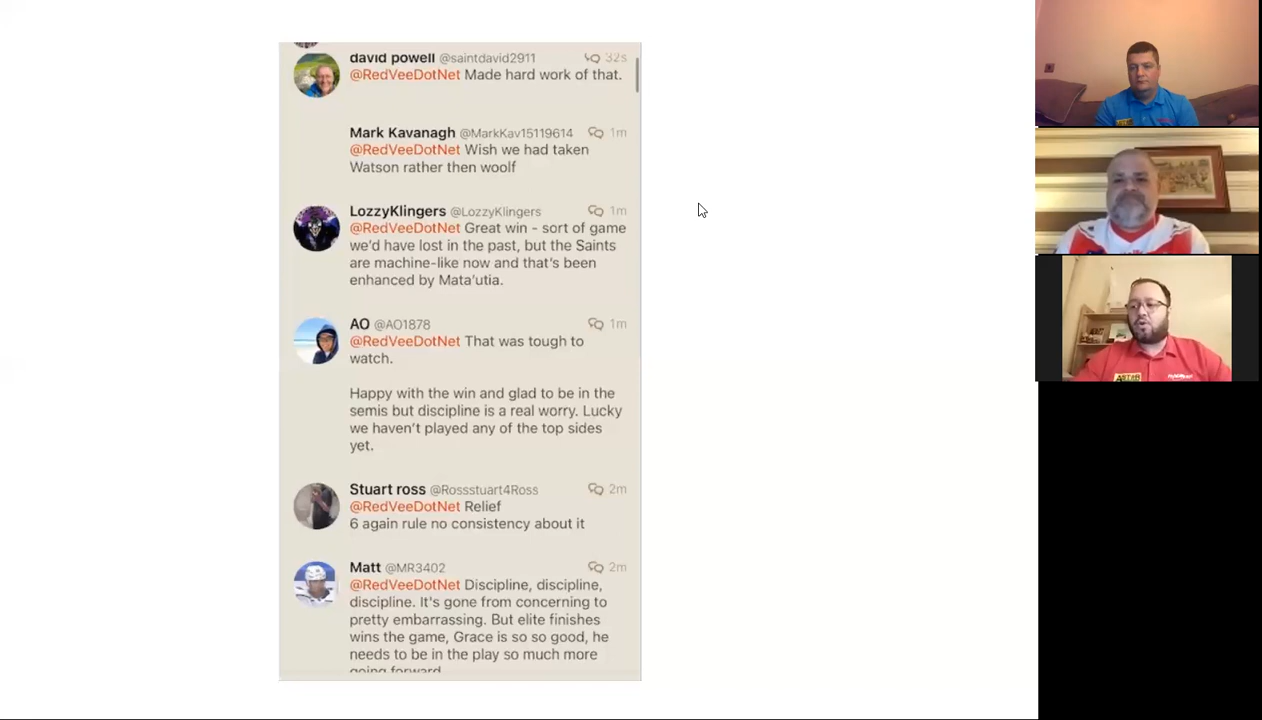 david powell @saintdavid2911 32s
@RedVeeDotNet Made hard work of that.
Mark Kavanagh @MarkKav15119614 1m
@RedVeeDotNet Wish we had taken
Watson rather then woolf
LozzyKlingers @LozzyKlingers 1m
@RedVeeDotNet Great win - sort of game
we'd have lost in the past, but the Saints
are machine-like now and that's been
enhanced by Mata'utia.
AO @AO1878 1m
@RedVeeDotNet That was tough to
watch.
Happy with the win and glad to be in the
semis but discipline is a real worry. Lucky
we haven't played any of the top sides
yet.
Stuart ross @Rossstuart4Ross 2m
@RedVeeDotNet Relief
6 again rule no consistency about it
Matt @MR3402 2m
@RedVeeDotNet Discipline, discipline,
discipline. It's gone from concerning to
pretty embarrassing. But elite finishes
wins the game, Grace is so so good, he
needs to be in the play so much more
going forward